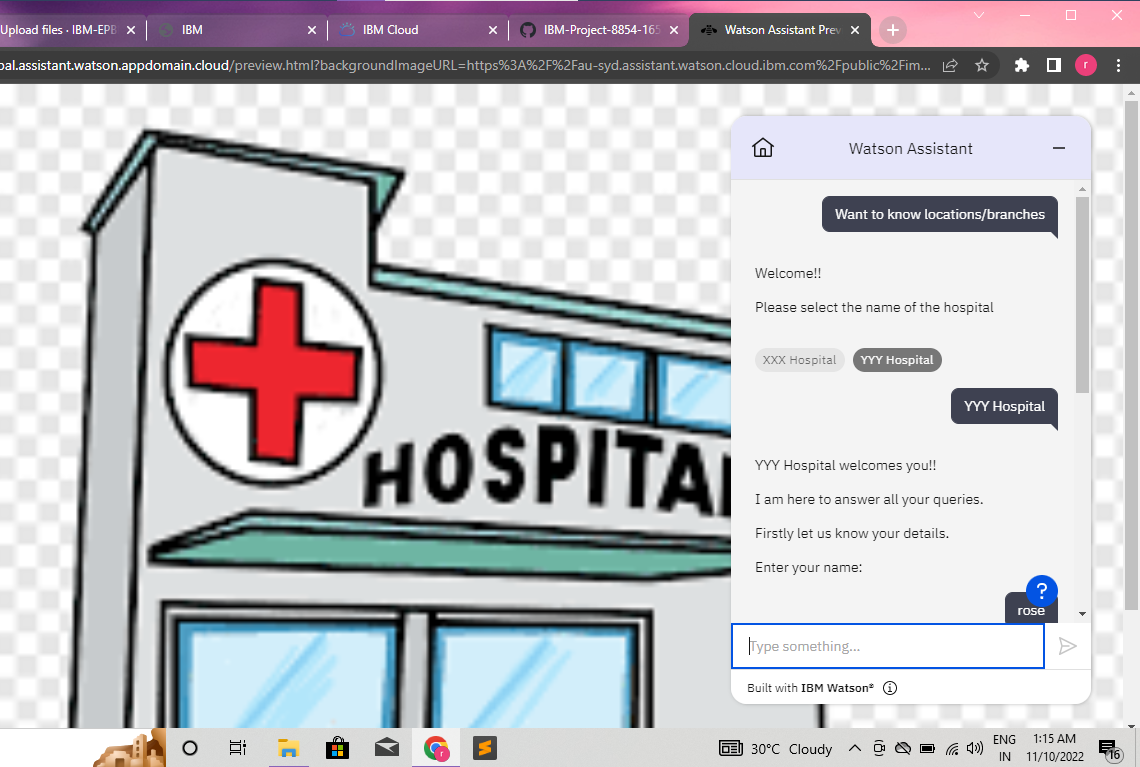 Upload files · IBM-EPB
IBM
IBM Cloud
IBM-Project-8854-165
Watson Assistant Prev
pal.assistant.watson.appdomain.cloud/preview.html?backgroundImageURL=https%3A%2F%2Fau-syd.assistant.watson.cloud.ibm.com%2Fpublic%2Fim...
r
HOSPITAL
Watson Assistant
Want to know locations/branches
Welcome!!
Please select the name of the hospital
XXX Hospital
YYY Hospital
YYY Hospital
YYY Hospital welcomes you!!
I am here to answer all your queries.
Firstly let us know your details.
Enter your name:
?
rose
Type something...
Built with IBM Watson®
r
S
30°C Cloudy
ENG
IN
1:15 AM
11/10/2022
16